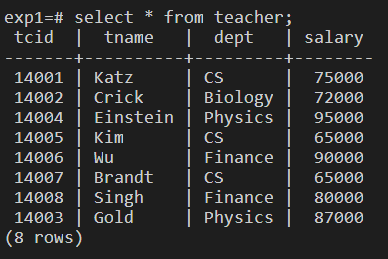 exp1=# select * from teacher;
 tcid  |  tname   |  dept   | salary
-------+----------+---------+--------
 14001 | Katz     | CS      |  75000
 14002 | Crick    | Biology |  72000
 14004 | Einstein | Physics |  95000
 14005 | Kim      | CS      |  65000
 14006 | Wu       | Finance |  90000
 14007 | Brandt   | CS      |  65000
 14008 | Singh    | Finance |  80000
 14003 | Gold     | Physics |  87000
(8 rows)